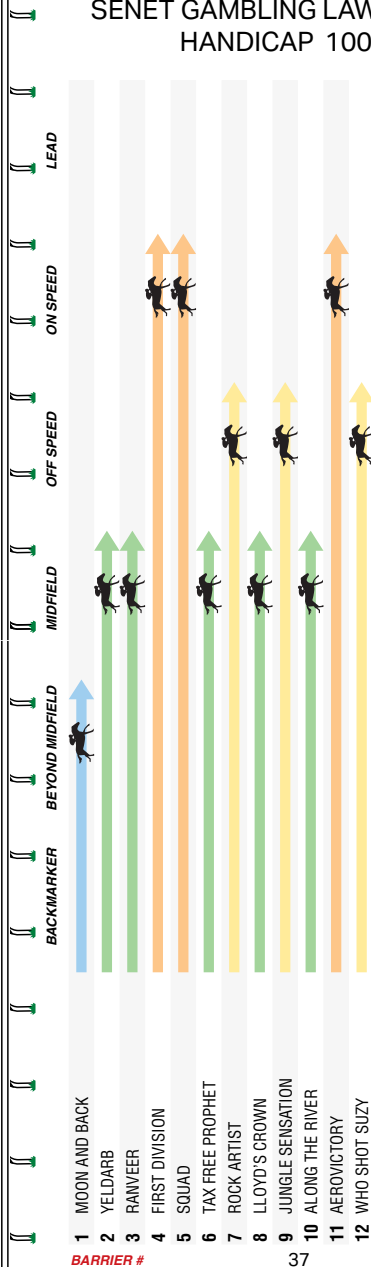 SENET GAMBLING LAW
HANDICAP 100
LEAD
ON SPEED
OFF SPEED
MIDFIELD
BEYOND MIDFIELD
BACKMARKER
1 MOON AND BACK
2 YELDARB
3 RANVEER
4 FIRST DIVISION
5 SQUAD
6 TAX FREE PROPHET
7 ROCK ARTIST
8 LLOYD'S CROWN
9 JUNGLE SENSATION
10 ALONG THE RIVER
11 AEROVICTORY
12 WHO SHOT SUZY
BARRIER #
37